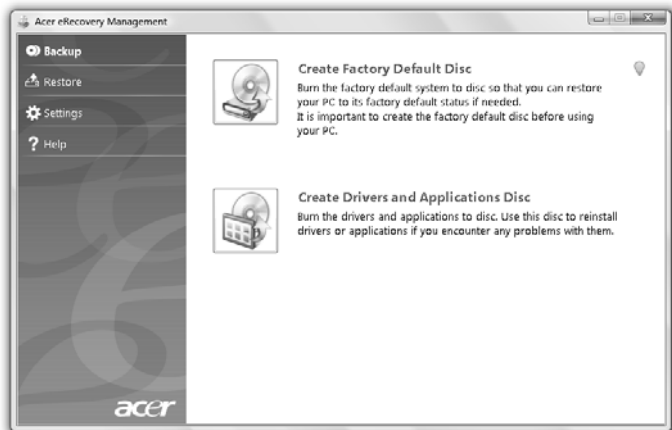 Acer eRecovery Management
Backup
Restore
Settings
? Help
Create Factory Default Disc
Burn the factory default system to disc so that you can restore
your PC to its factory default status if needed.
It is important to create the factory default disc before using
your PC.
Create Drivers and Applications Disc
Burn the drivers and applications to disc. Use this disc to reinstall
drivers or applications if you encounter any problems with them.
acer